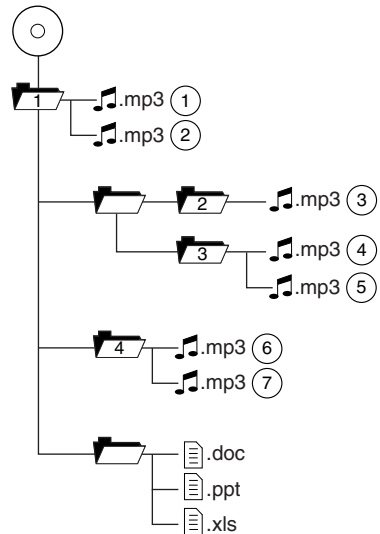 1 .mp3 1
.mp3 2
2 .mp3 3
3 .mp3 4
.mp3 5
4 .mp3 6
.mp3 7
.doc
.ppt
.xls